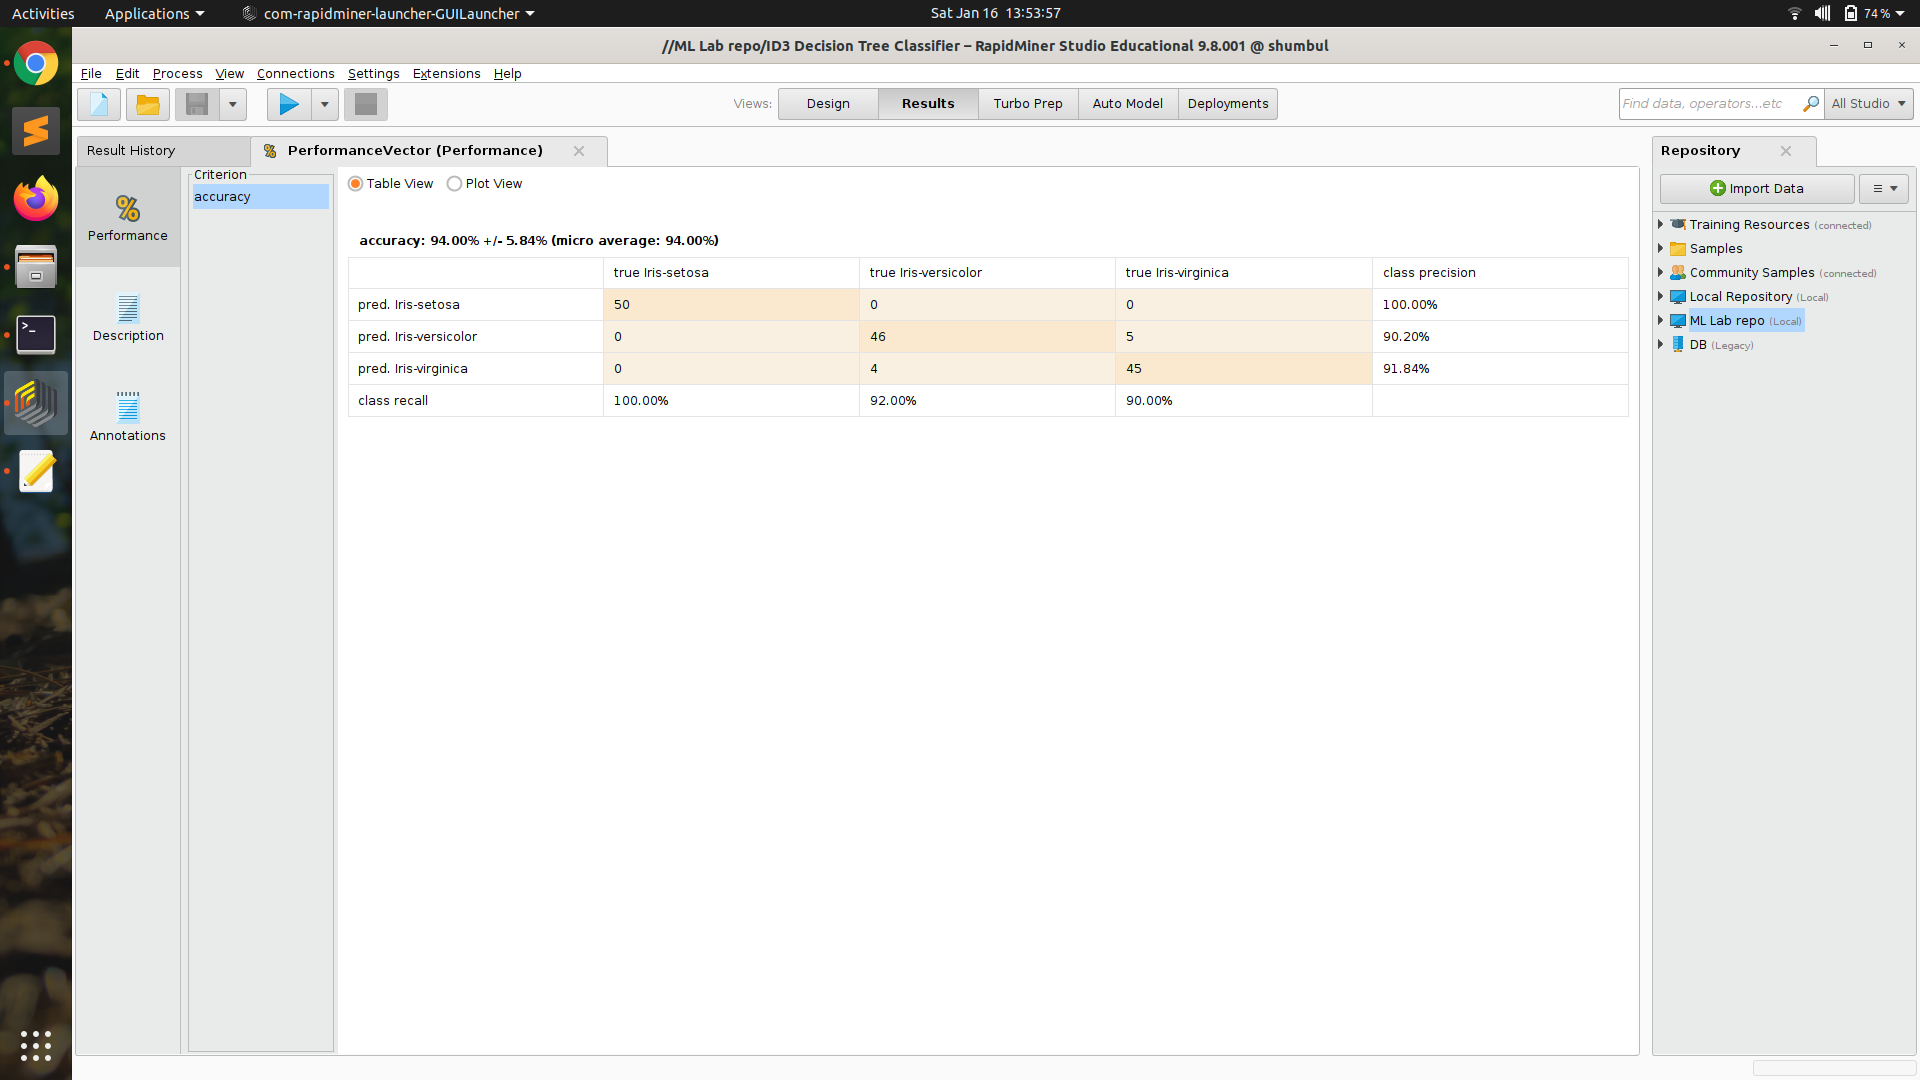 Activities Applications com-rapidminer-launcher-GUILauncher Sat Jan 16 13:53:57 74 %
//ML Lab repo/ID3 Decision Tree Classifier – RapidMiner Studio Educational 9.8.001 @ shumbul
File Edit Process View Connections Settings Extensions Help
Views: Design Results Turbo Prep Auto Model Deployments Find data, operators...etc All Studio
Result History PerformanceVector (Performance) Repository
Criterion
accuracy
Table View Plot View
Import Data
Performance
Description
Annotations
accuracy: 94.00% +/- 5.84% (micro average: 94.00%)
true Iris-setosa true Iris-versicolor true Iris-virginica class precision
pred. Iris-setosa 50 0 0 100.00%
pred. Iris-versicolor 0 46 5 90.20%
pred. Iris-virginica 0 4 45 91.84%
class recall 100.00% 92.00% 90.00%
Training Resources (connected)
Samples
Community Samples (connected)
Local Repository (Local)
ML Lab repo (Local)
DB (Legacy)